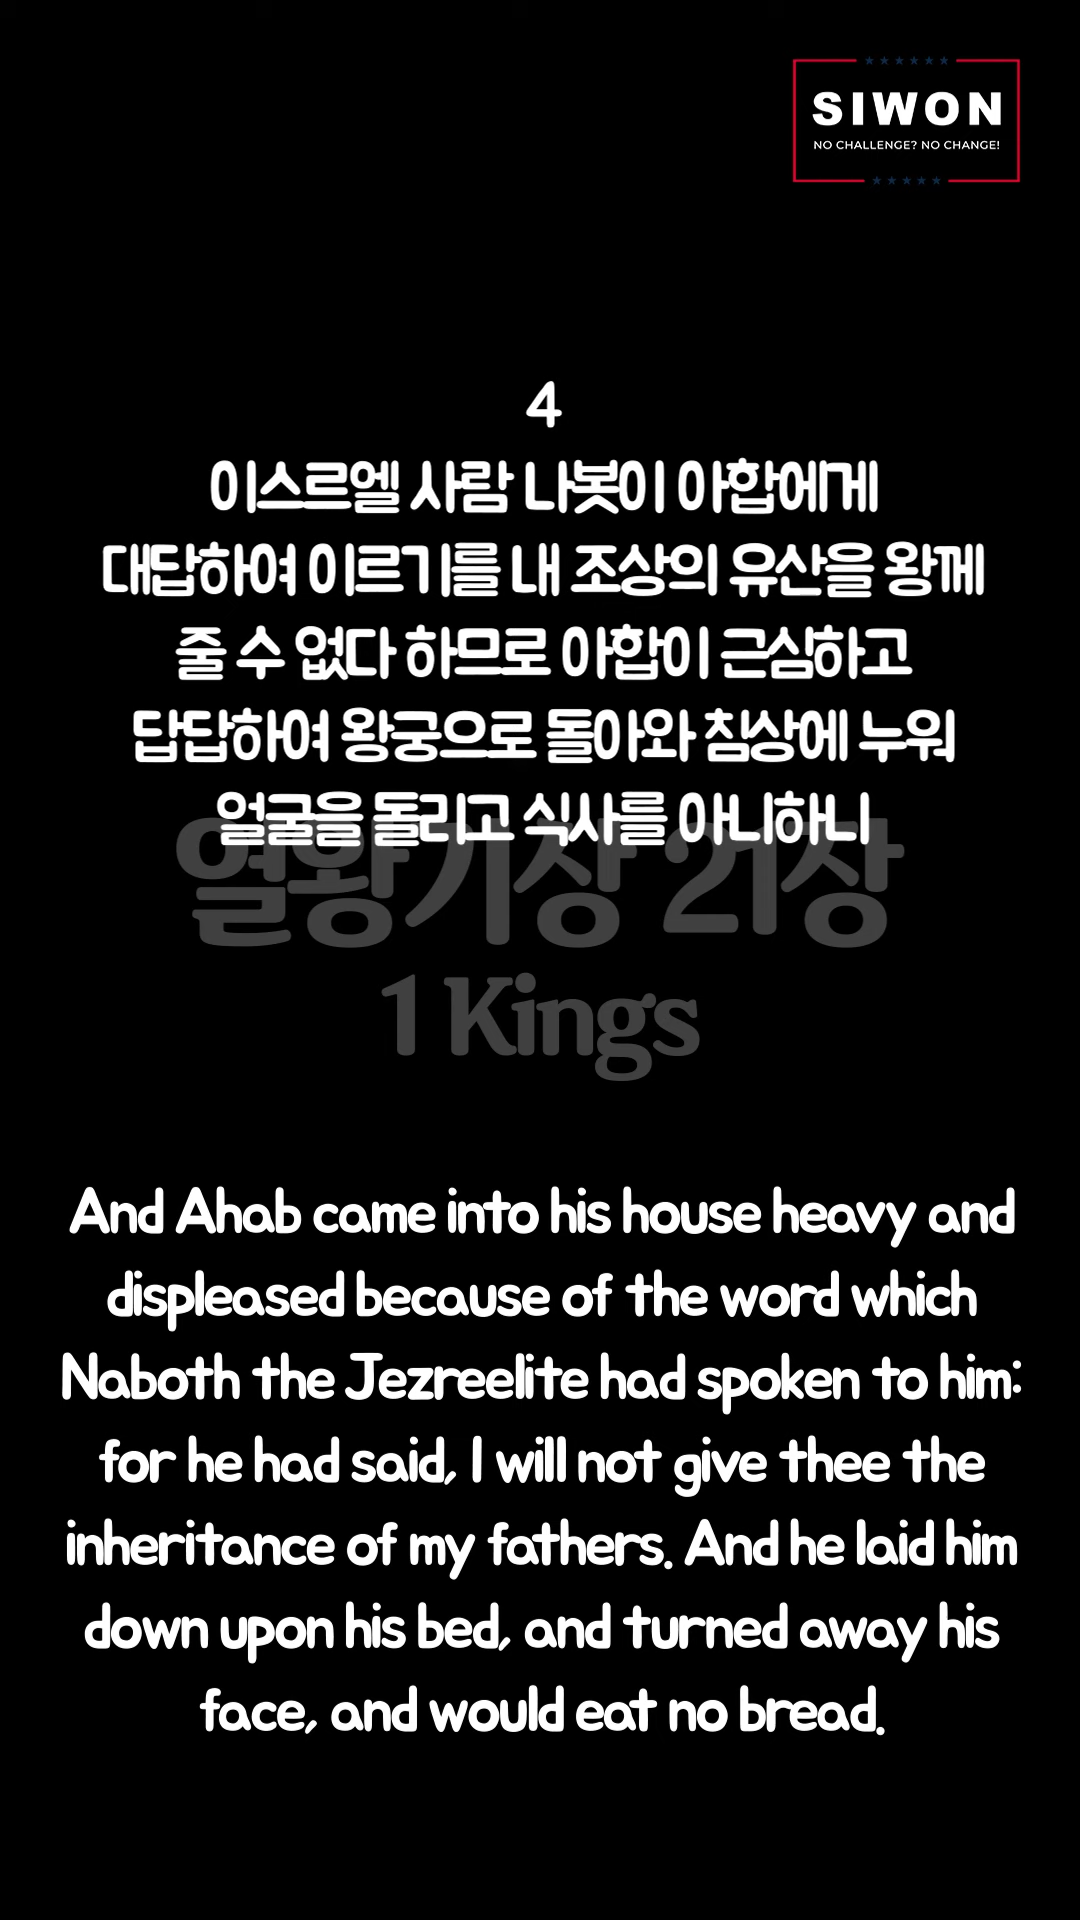 SIWON
NO CHALLENGE? NO CHANGE!
4
이스르엘 사람 나봇이 아합에게
대답하여 이르기를 내 조상의 유산을 왕께
줄 수 없다 하므로 아합이 근심하고
답답하여 왕궁으로 돌아와 침상에 누워
얼굴을 돌리고 식사를 아니하니
열왕기상 21장
1 Kings
And Ahab came into his house heavy and
displeased because of the word which
Naboth the Jezreelite had spoken to him:
for he had said, I will not give thee the
inheritance of my fathers. And he laid him
down upon his bed, and turned away his
face, and would eat no bread.